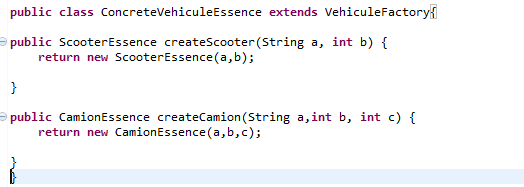 public class ConcreteVehiculeEssence extends VehiculeFactory{
public ScooterEssence createScooter(String a, int b) {
return new ScooterEssence(a,b);
}
public CamionEssence createCamion(String a,int b, int c) {
return new CamionEssence(a,b,c);
}
}